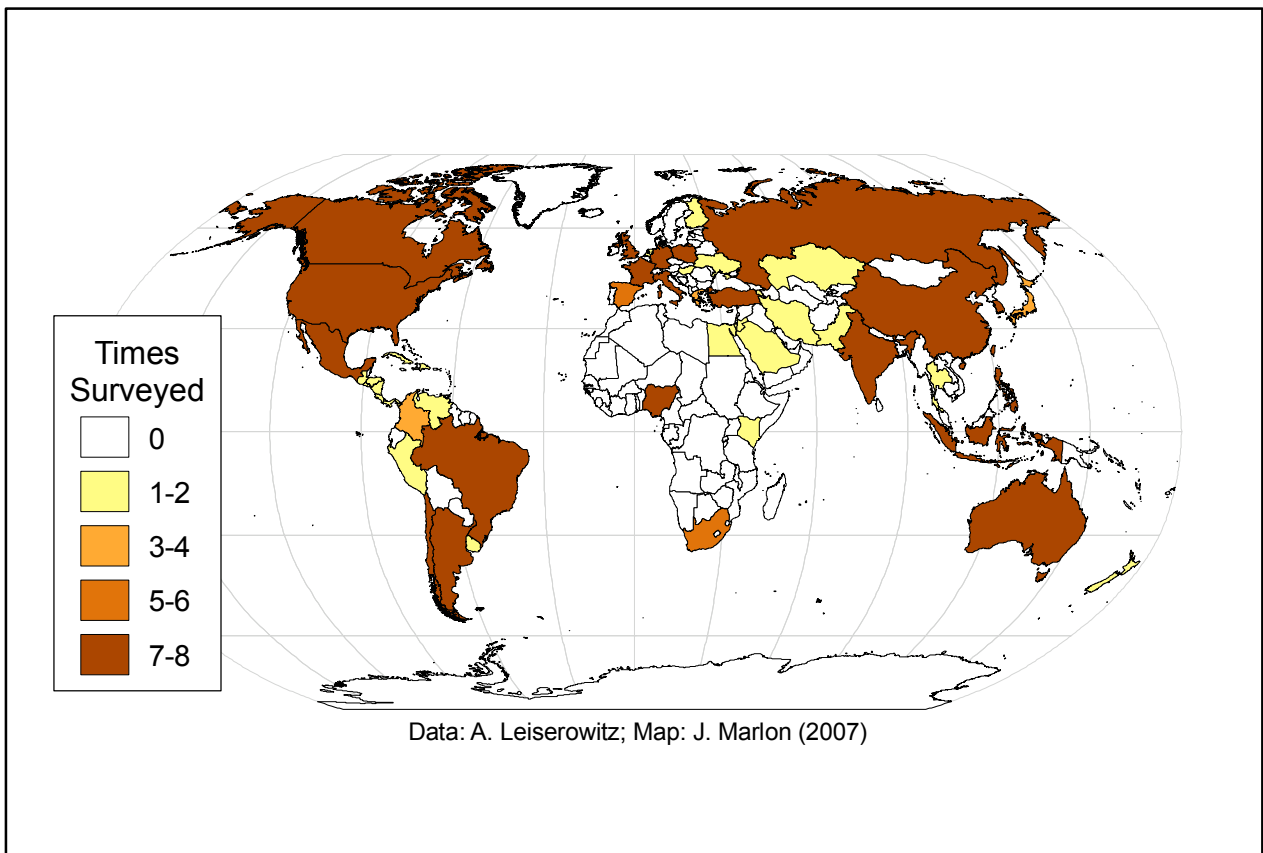 Times
Surveyed
0
1-2
3-4
5-6
7-8
Data: A. Leiserowitz; Map: J. Marlon (2007)